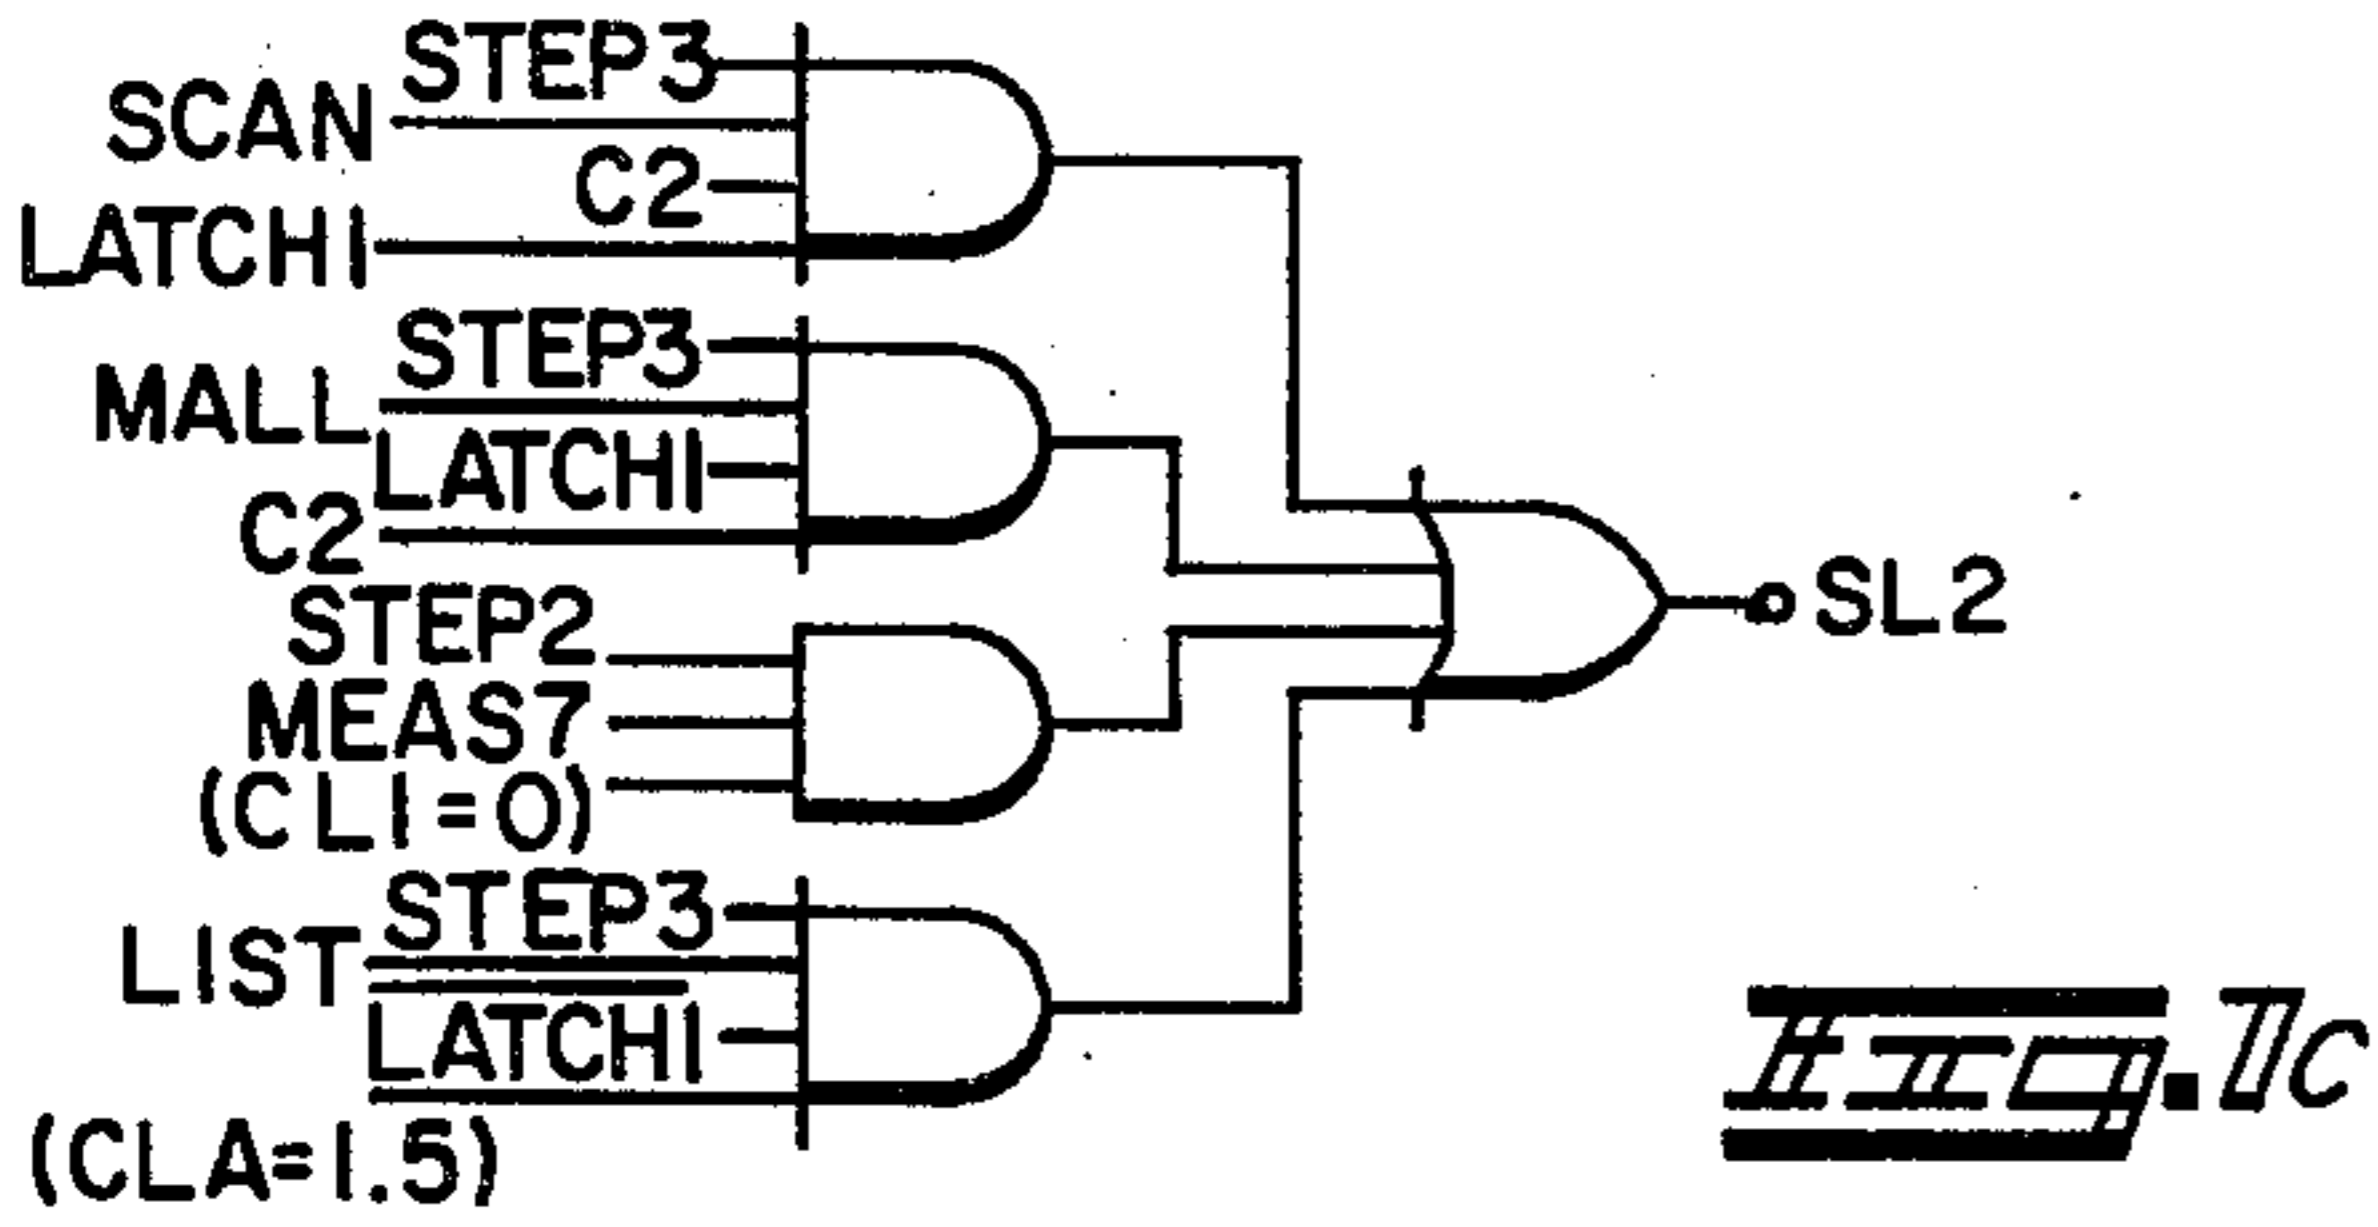 STEP3
SCAN
C2
LATCH1
STEP3
MALL
LATCH1
C2
STEP2
MEAS7
(CL1=0)
STEP3
LIST
LATCH1
(CLA=1.5)
SL2
Fig. 7c